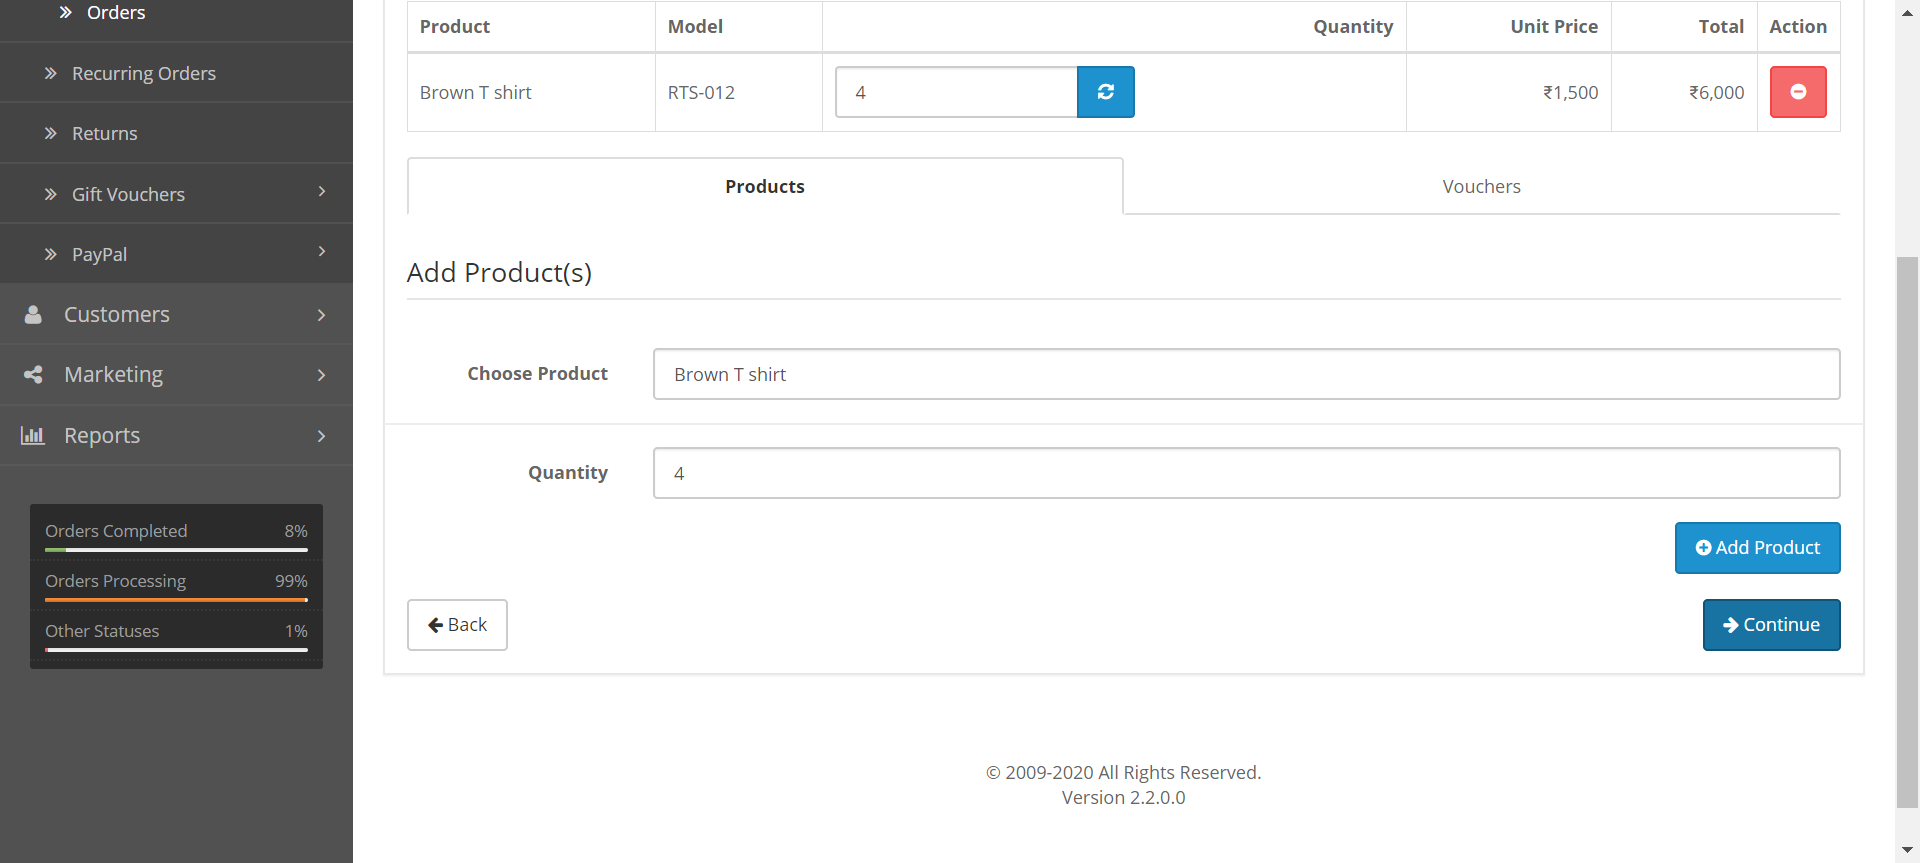 Orders
Recurring Orders
Returns
Gift Vouchers
PayPal
Customers
Marketing
Reports
Orders Completed 8%
Orders Processing 99%
Other Statuses 1%
Product Model Quantity Unit Price Total Action
Brown T shirt RTS-012 4 ₹1,500 ₹6,000
Products Vouchers
Add Product(s)
Choose Product Brown T shirt
Quantity 4
Add Product
Back Continue
© 2009-2020 All Rights Reserved.
Version 2.2.0.0